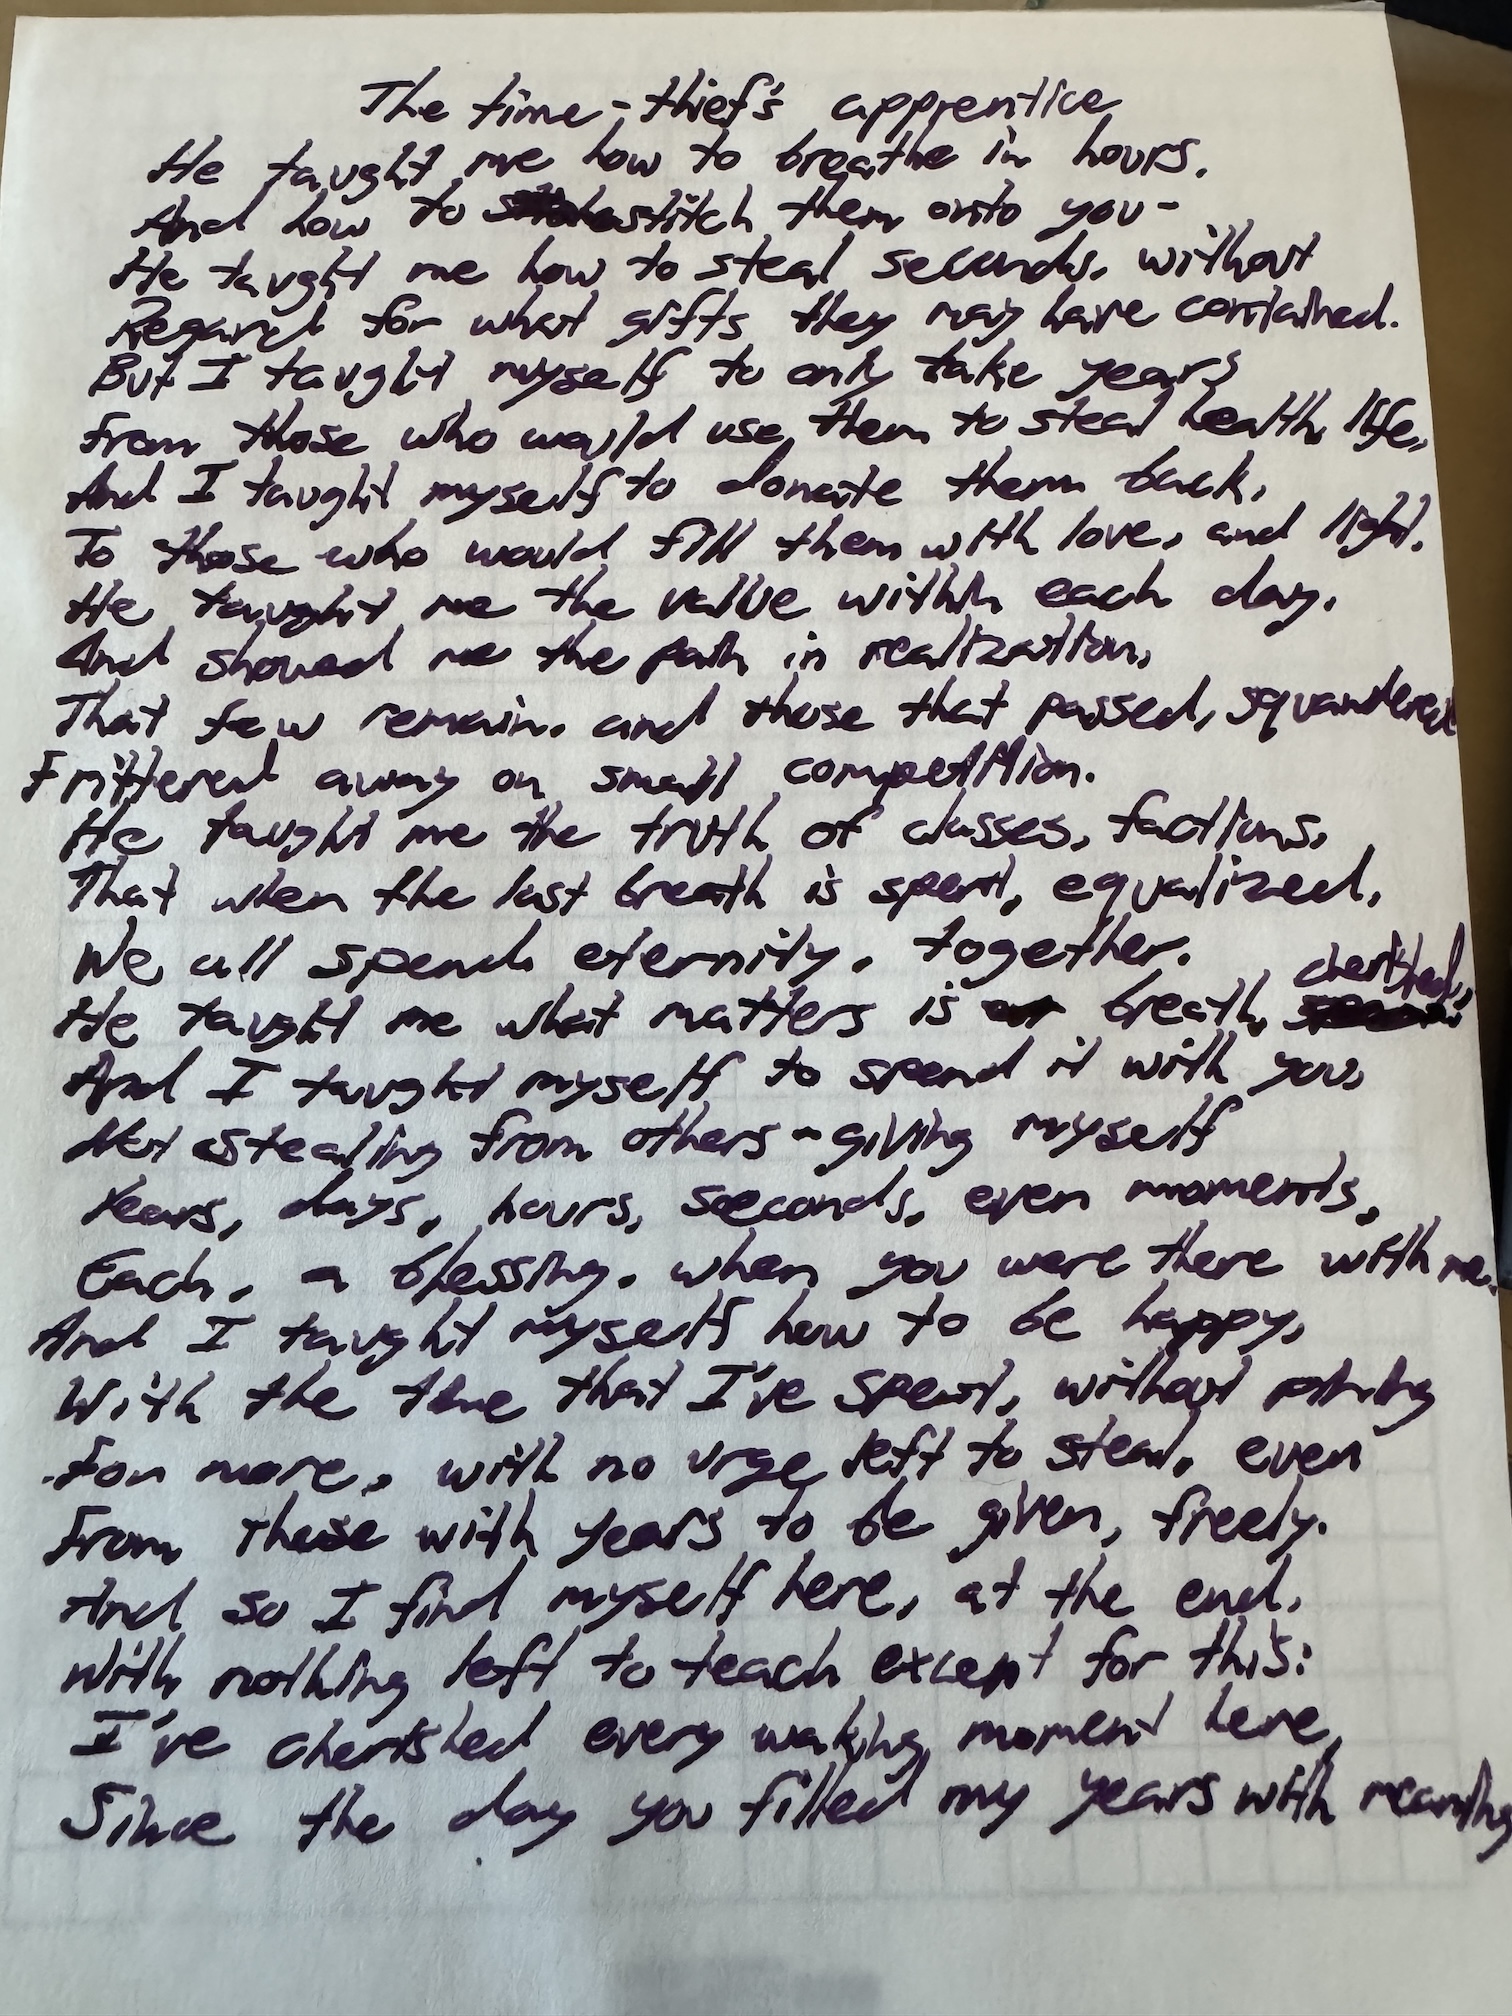 The time-thief's apprentice
He taught me how to breathe in hours,
And how to stitch them onto you-
He taught me how to steal seconds, without
Regard for what gifts they may have contained.
But I taught myself to only take years
From those who would use them to steal health, life,
And I taught myself to donate them back,
To those who would fill them with love, and light.
He taught me the value within each day,
And showed me the pain in realization,
That few remain, and those that passed, squandered
Frittered away on small competition.
He taught me the truth of classes, factions,
That when the last breath is spent, equalized,
We all spend eternity, together.
He taught me what matters is breath, cherished,
And I taught myself to spend it with you,
Not stealing from others - giving myself
Years, days, hours, seconds, even moments,
Each, a blessing, when you were there with me.
And I taught myself how to be happy,
With the time that I've spent, without pining
For more, with no urge left to steal, even
From those with years to be given, freely.
And so I find myself here, at the end,
With nothing left to teach except for this:
I've cherished every waking moment here,
Since the day you filled my years with meaning